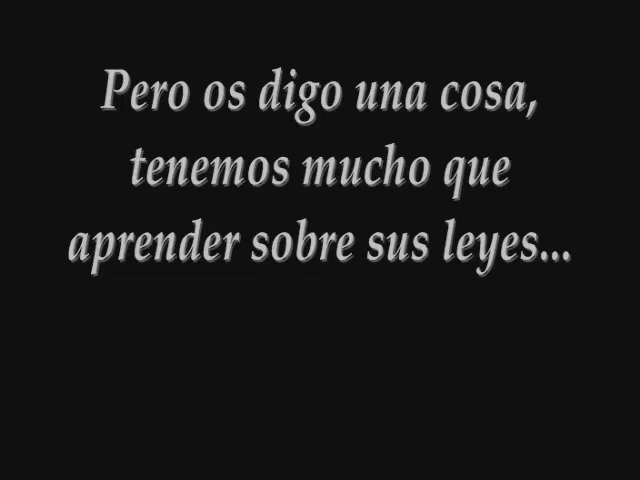 Pero os digo una cosa,
tenemos mucho que
aprender sobre sus leyes...